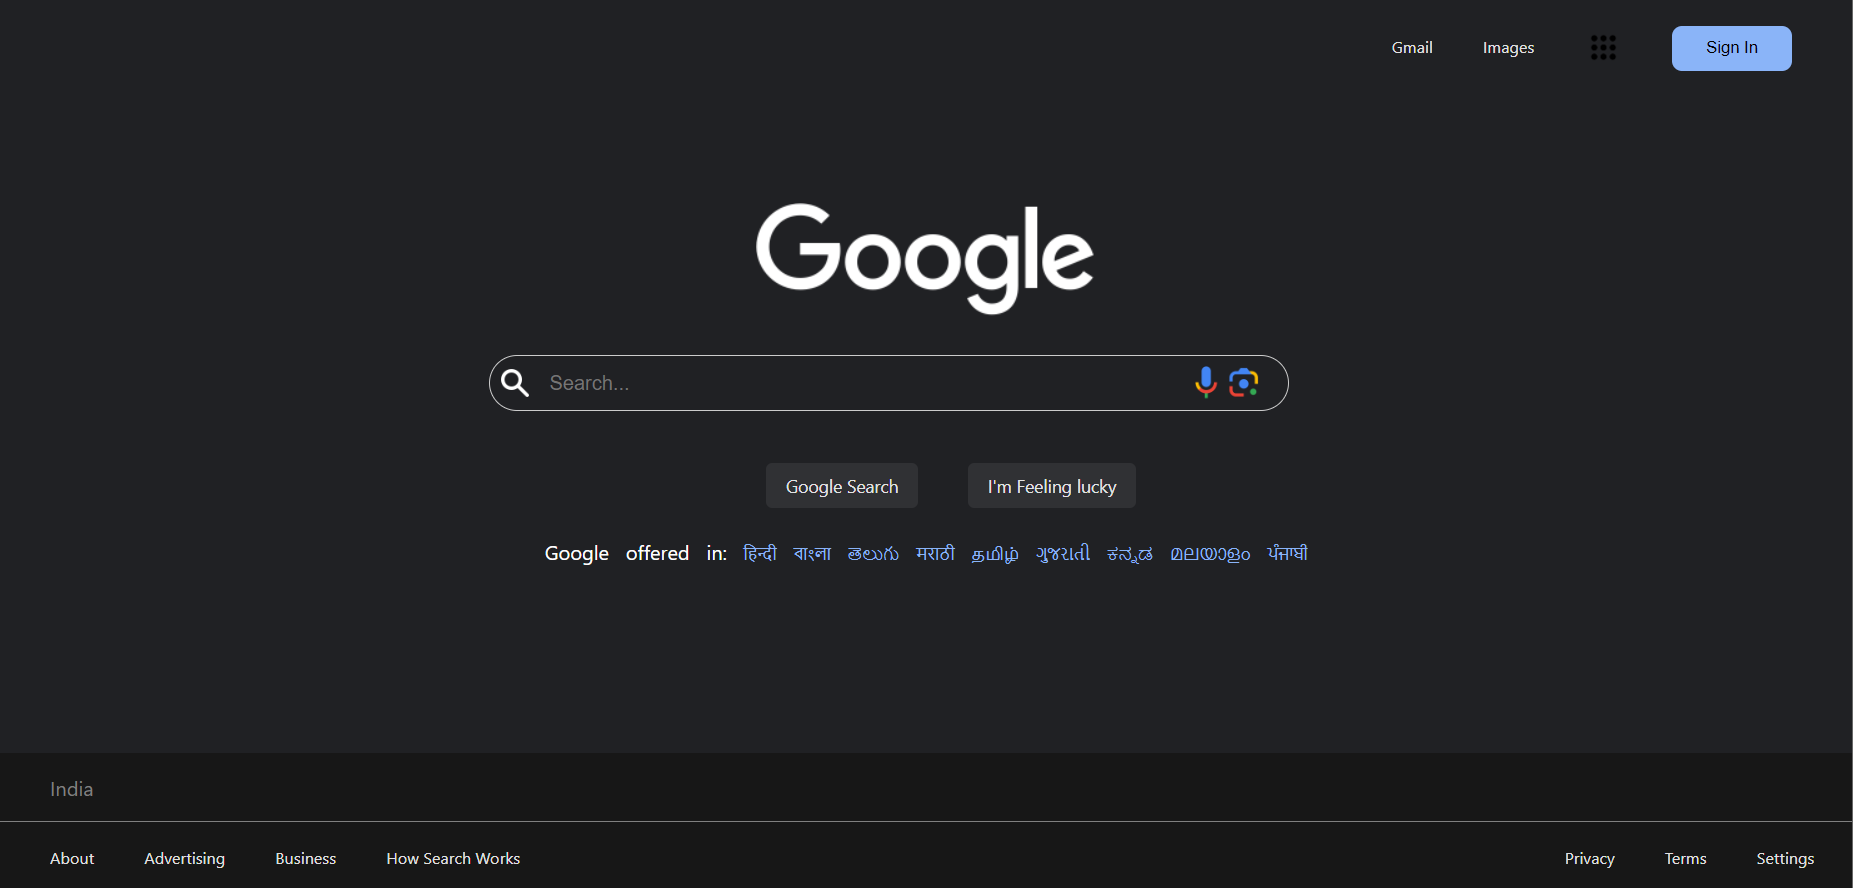 Gmail Images Sign In
Google
Search...
Google Search I'm Feeling lucky
Google offered in: हिन्दी বাংলা తెలుగు मराठी தமிழ் ગુજરાતી ಕನ್ನಡ മലയാളം ਪੰਜਾਬੀ
India
About Advertising Business How Search Works Privacy Terms Settings